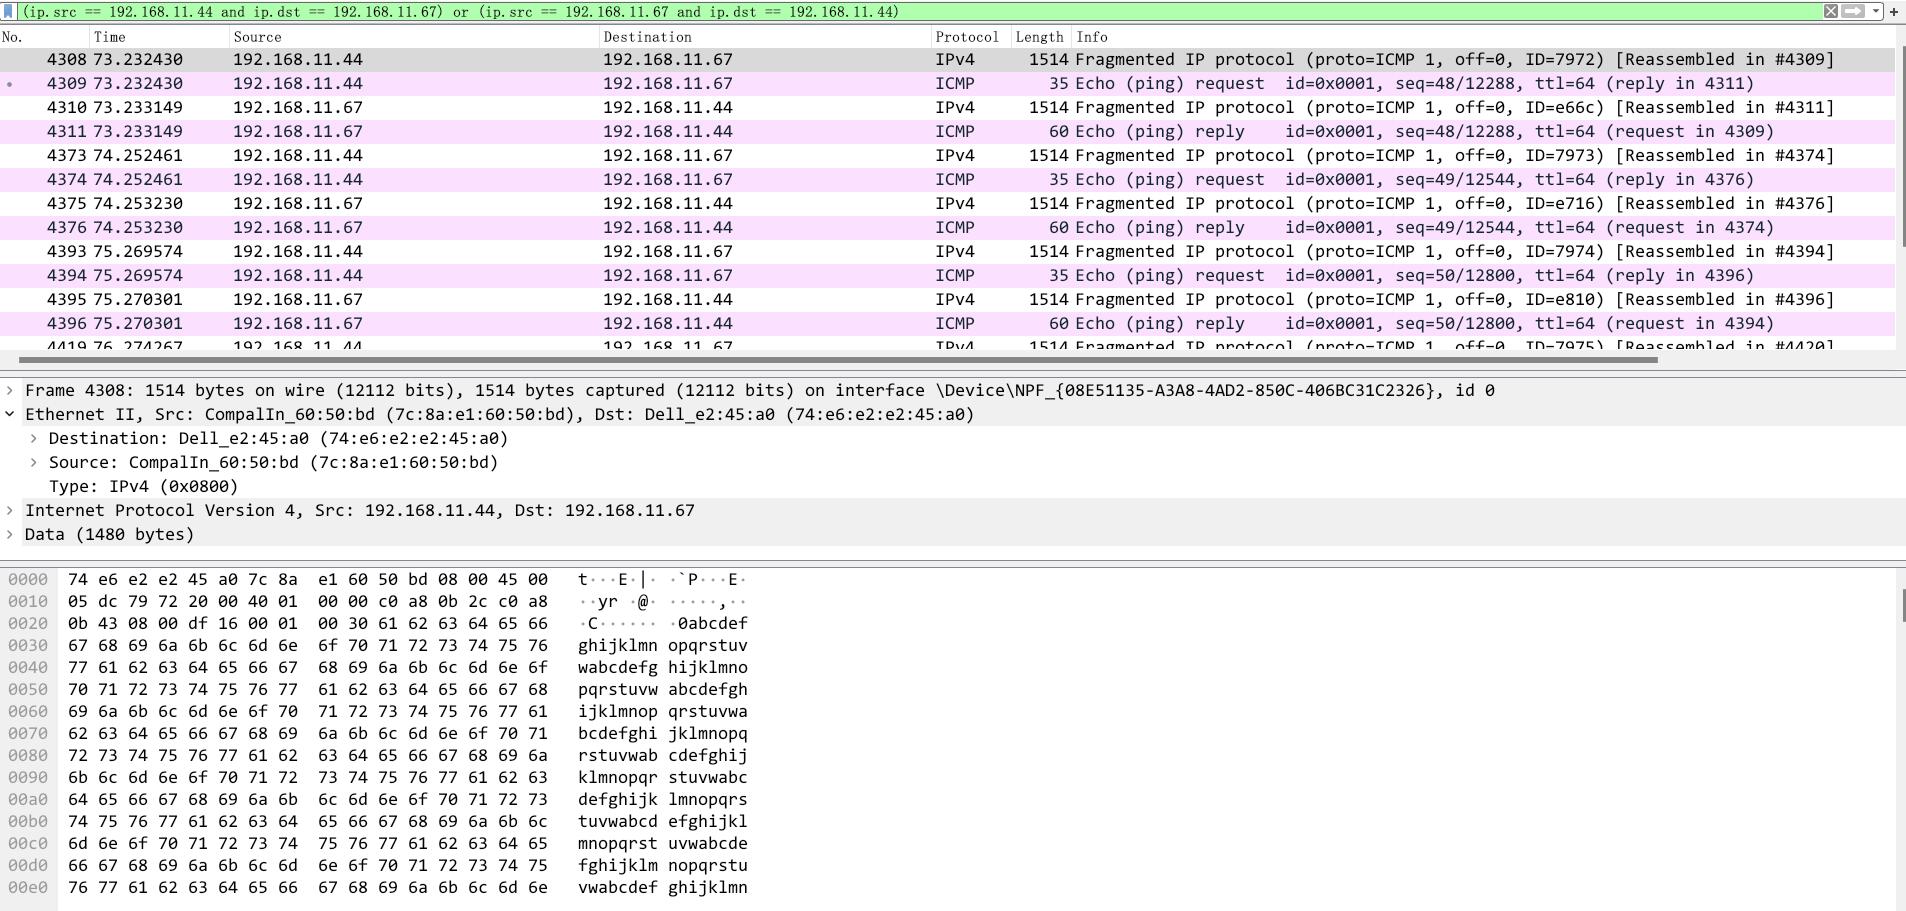 (ip.src == 192.168.11.44 and ip.dst == 192.168.11.67) or (ip.src == 192.168.11.67 and ip.dst == 192.168.11.44)
No. Time Source Destination Protocol Length Info
4308 73.232430 192.168.11.44 192.168.11.67 IPv4 1514 Fragmented IP protocol (proto=ICMP 1, off=0, ID=7972) [Reassembled in #4309]
4309 73.232430 192.168.11.44 192.168.11.67 ICMP 35 Echo (ping) request id=0x0001, seq=48/12288, ttl=64 (reply in 4311)
4310 73.233149 192.168.11.67 192.168.11.44 IPv4 1514 Fragmented IP protocol (proto=ICMP 1, off=0, ID=e66c) [Reassembled in #4311]
4311 73.233149 192.168.11.67 192.168.11.44 ICMP 60 Echo (ping) reply id=0x0001, seq=48/12288, ttl=64 (request in 4309)
4373 74.252461 192.168.11.44 192.168.11.67 IPv4 1514 Fragmented IP protocol (proto=ICMP 1, off=0, ID=7973) [Reassembled in #4374]
4374 74.252461 192.168.11.44 192.168.11.67 ICMP 35 Echo (ping) request id=0x0001, seq=49/12544, ttl=64 (reply in 4376)
4375 74.253230 192.168.11.67 192.168.11.44 IPv4 1514 Fragmented IP protocol (proto=ICMP 1, off=0, ID=e716) [Reassembled in #4376]
4376 74.253230 192.168.11.67 192.168.11.44 ICMP 60 Echo (ping) reply id=0x0001, seq=49/12544, ttl=64 (request in 4374)
4393 75.269574 192.168.11.44 192.168.11.67 IPv4 1514 Fragmented IP protocol (proto=ICMP 1, off=0, ID=7974) [Reassembled in #4394]
4394 75.269574 192.168.11.44 192.168.11.67 ICMP 35 Echo (ping) request id=0x0001, seq=50/12800, ttl=64 (reply in 4396)
4395 75.270301 192.168.11.67 192.168.11.44 IPv4 1514 Fragmented IP protocol (proto=ICMP 1, off=0, ID=e810) [Reassembled in #4396]
4396 75.270301 192.168.11.67 192.168.11.44 ICMP 60 Echo (ping) reply id=0x0001, seq=50/12800, ttl=64 (request in 4394)
4419 76.274267 192.168.11.44 192.168.11.67 IPv4 1514 Fragmented IP protocol (proto=ICMP 1, off=0, ID=7975) [Reassembled in #4420]
Frame 4308: 1514 bytes on wire (12112 bits), 1514 bytes captured (12112 bits) on interface \Device\NPF_{08E51135-A3A8-4AD2-850C-406BC31C2326}, id 0
Ethernet II, Src: CompalIn_60:50:bd (7c:8a:e1:60:50:bd), Dst: Dell_e2:45:a0 (74:e6:e2:e2:45:a0)
Destination: Dell_e2:45:a0 (74:e6:e2:e2:45:a0)
Source: CompalIn_60:50:bd (7c:8a:e1:60:50:bd)
Type: IPv4 (0x0800)
Internet Protocol Version 4, Src: 192.168.11.44, Dst: 192.168.11.67
Data (1480 bytes)
0000 74 e6 e2 e2 45 a0 7c 8a e1 60 50 bd 08 00 45 00 t···E·|· ·`P···E·
0010 05 dc 79 72 20 00 40 01 00 00 c0 a8 0b 2c c0 a8 ··yr ·@· ·····,··
0020 0b 43 08 00 df 16 00 01 00 30 61 62 63 64 65 66 ·C······ ·0abcdef
0030 67 68 69 6a 6b 6c 6d 6e 6f 70 71 72 73 74 75 76 ghijklmn opqrstuv
0040 77 61 62 63 64 65 66 67 68 69 6a 6b 6c 6d 6e 6f wabcdefg hijklmno
0050 70 71 72 73 74 75 76 77 61 62 63 64 65 66 67 68 pqrstuvw abcdefgh
0060 69 6a 6b 6c 6d 6e 6f 70 71 72 73 74 75 76 77 61 ijklmnop qrstuvwa
0070 62 63 64 65 66 67 68 69 6a 6b 6c 6d 6e 6f 70 71 bcdefghi jklmnopq
0080 72 73 74 75 76 77 61 62 63 64 65 66 67 68 69 6a rstuvwab cdefghij
0090 6b 6c 6d 6e 6f 70 71 72 73 74 75 76 77 61 62 63 klmnopqr stuvwabc
00a0 64 65 66 67 68 69 6a 6b 6c 6d 6e 6f 70 71 72 73 defghijk lmnopqrs
00b0 74 75 76 77 61 62 63 64 65 66 67 68 69 6a 6b 6c tuvwabcd efghijkl
00c0 6d 6e 6f 70 71 72 73 74 75 76 77 61 62 63 64 65 mnopqrst uvwabcde
00d0 66 67 68 69 6a 6b 6c 6d 6e 6f 70 71 72 73 74 75 fghijklm nopqrstu
00e0 76 77 61 62 63 64 65 66 67 68 69 6a 6b 6c 6d 6e vwabcdef ghijklmn